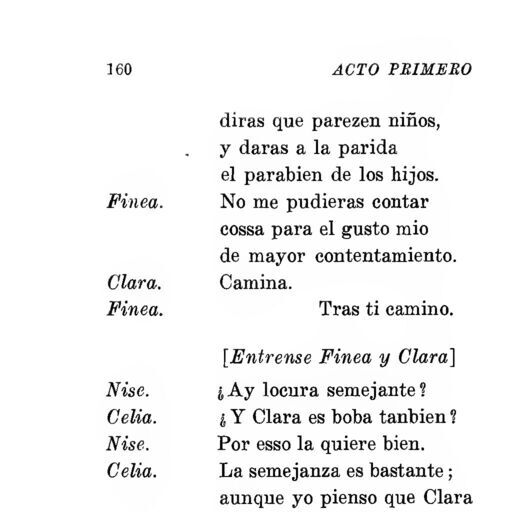 160 ACTO PRIMERO
diras que parezen niños,
y daras a la parida
el parabien de los hijos.
Finea. No me pudieras contar
cossa para el gusto mio
de mayor contentamiento.
Clara. Camina.
Finea. Tras ti camino.
[Entrense Finea y Clara]
Nise. ¿Ay locura semejante?
Celia. ¿Y Clara es boba tanbien?
Nise. Por esso la quiere bien.
Celia. La semejanza es bastante;
aunque yo pienso que Clara